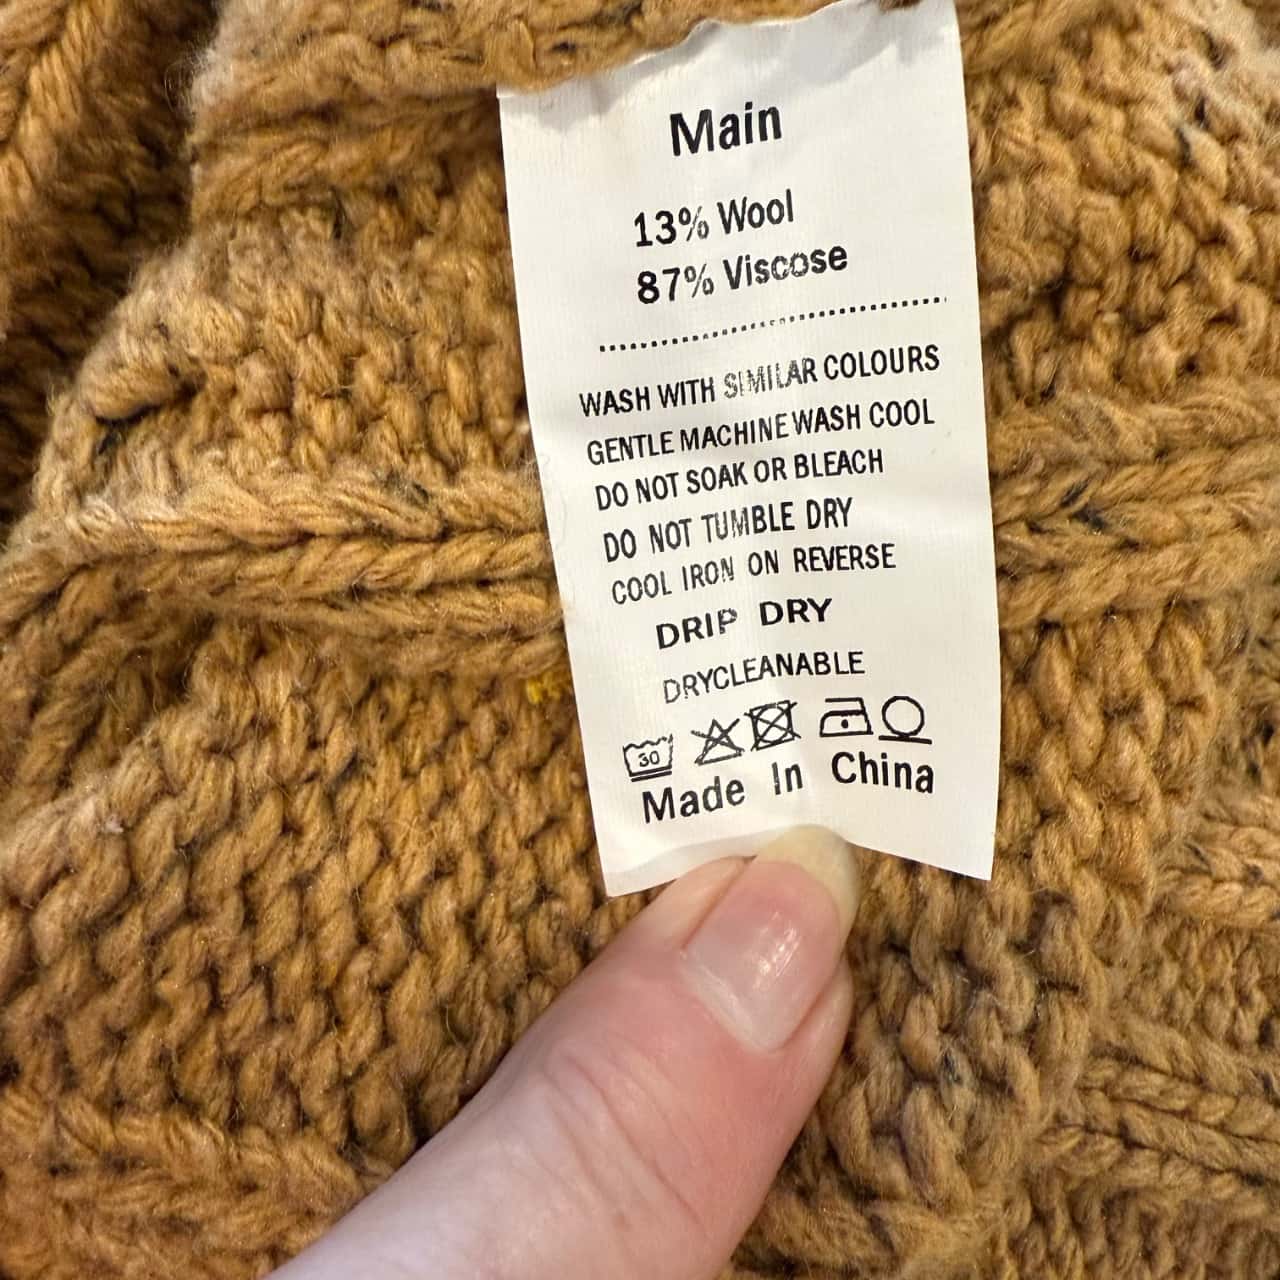 Main
13% Wool
87% Viscose
WASH WITH SIMILAR COLOURS
GENTLE MACHINE WASH COOL
DO NOT SOAK OR BLEACH
DO NOT TUMBLE DRY
COOL IRON ON REVERSE
DRIP DRY
DRYCLEANABLE
30
Made In China